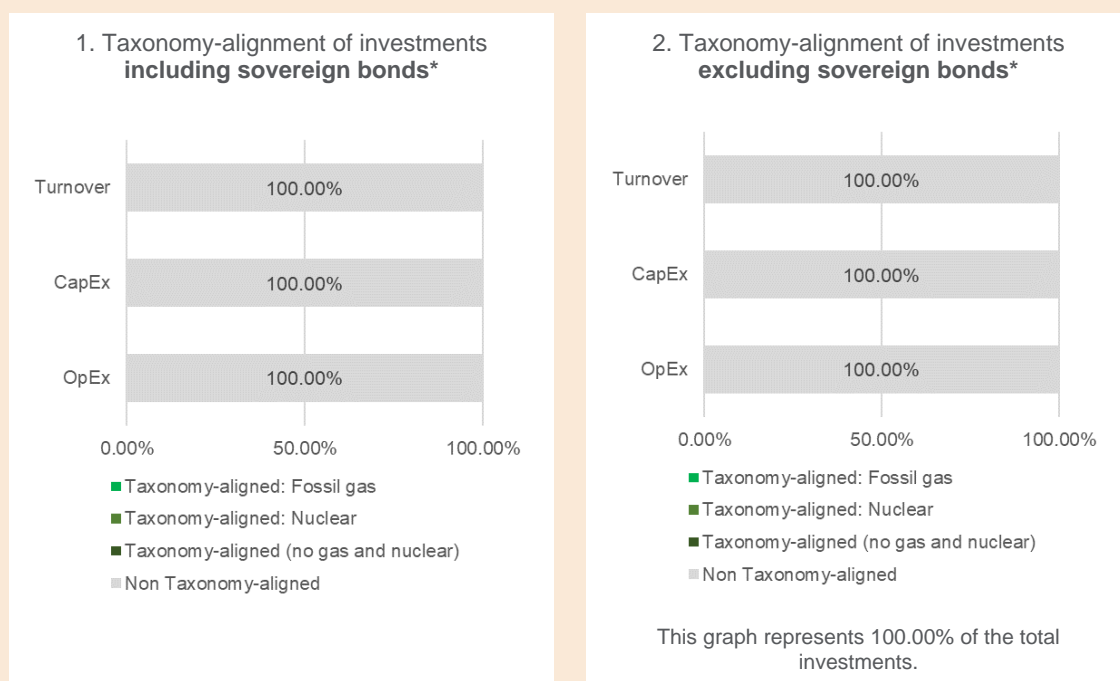 1. Taxonomy-alignment of investments
including sovereign bonds*
Turnover
100.00%
CapEx
100.00%
OpEx
100.00%
0.00% 50.00% 100.00%
Taxonomy-aligned: Fossil gas
Taxonomy-aligned: Nuclear
Taxonomy-aligned (no gas and nuclear)
Non Taxonomy-aligned
2. Taxonomy-alignment of investments
excluding sovereign bonds*
Turnover
100.00%
CapEx
100.00%
OpEx
100.00%
0.00% 50.00% 100.00%
Taxonomy-aligned: Fossil gas
Taxonomy-aligned: Nuclear
Taxonomy-aligned (no gas and nuclear)
Non Taxonomy-aligned
This graph represents 100.00% of the total
investments.